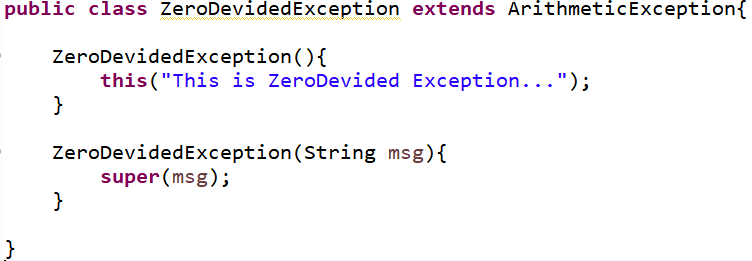 public class ZeroDevidedException extends ArithmeticException{
ZeroDevidedException(){
this("This is ZeroDevided Exception...");
}
ZeroDevidedException(String msg){
super(msg);
}
}